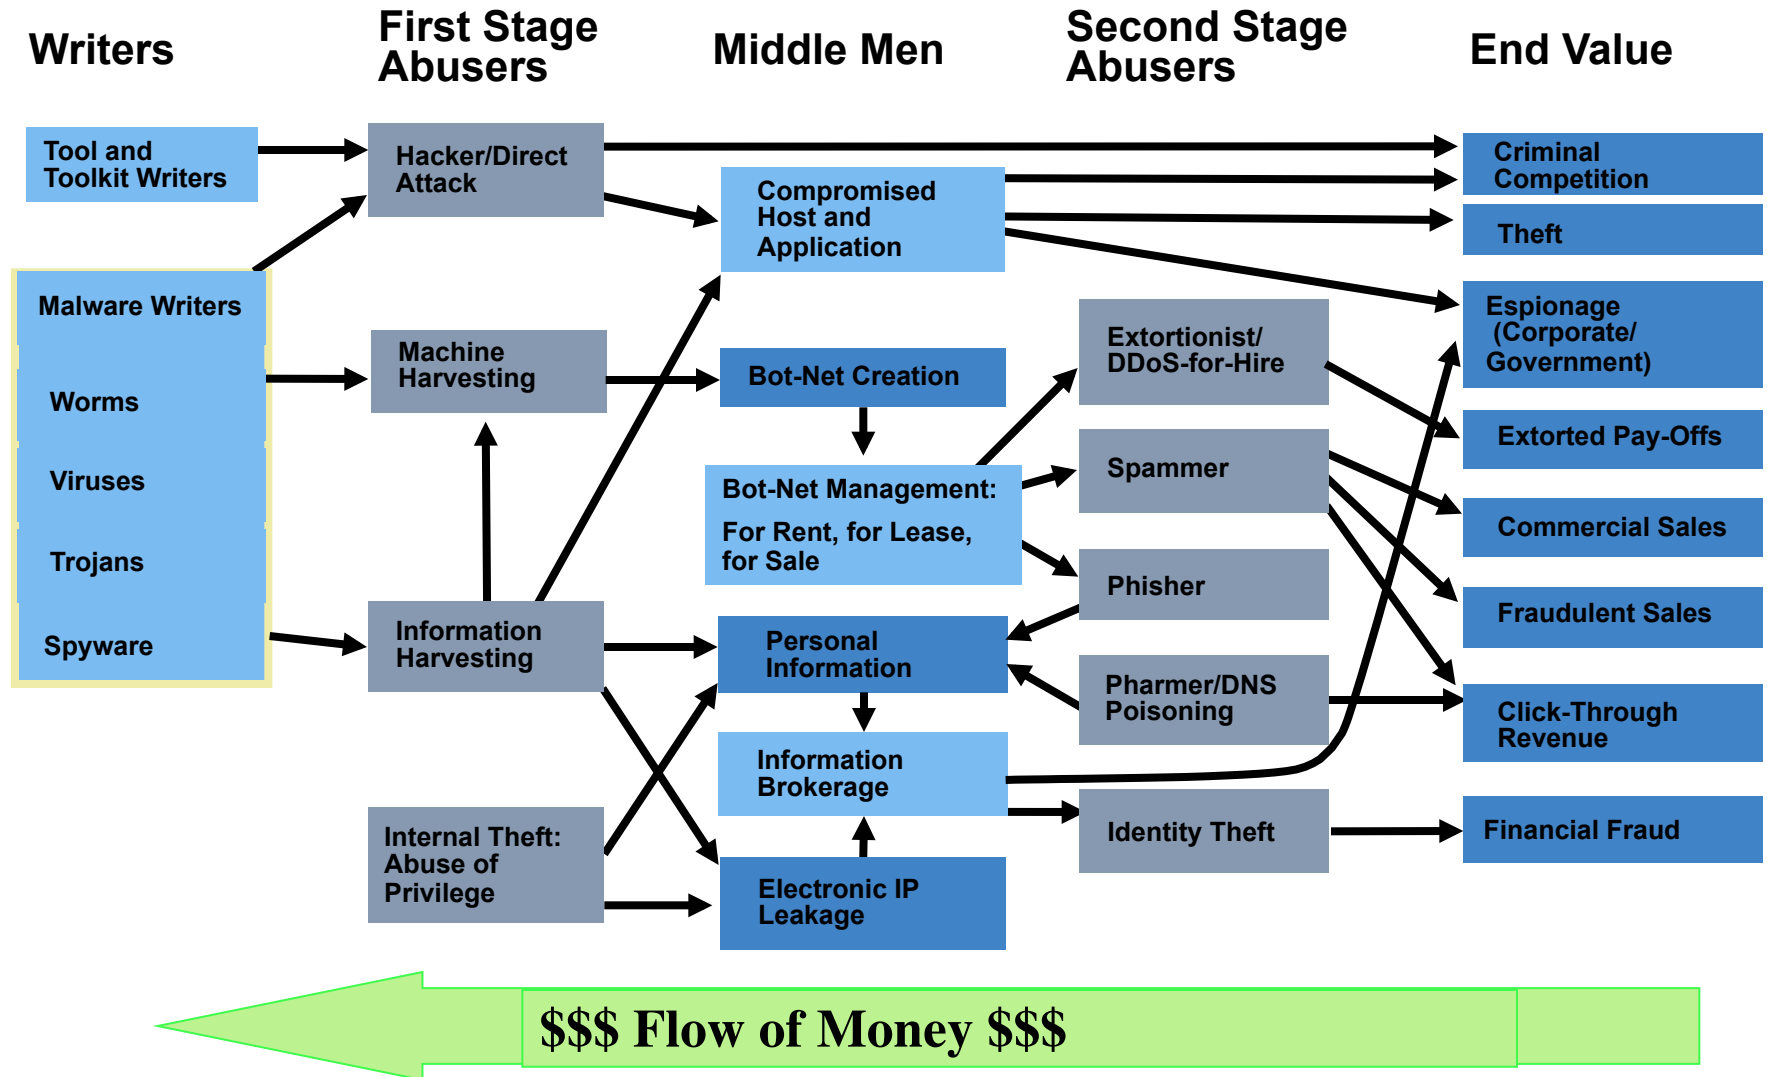 Writers
First Stage
Abusers
Middle Men
Second Stage
Abusers
End Value
Tool and
Toolkit Writers
Malware Writers
Worms
Viruses
Trojans
Spyware
Hacker/Direct
Attack
Machine
Harvesting
Information
Harvesting
Internal Theft:
Abuse of
Privilege
Compromised
Host and
Application
Bot-Net Creation
Bot-Net Management:
For Rent, for Lease,
for Sale
Personal
Information
Information
Brokerage
Electronic IP
Leakage
Extortionist/
DDoS-for-Hire
Spammer
Phisher
Pharmer/DNS
Poisoning
Identity Theft
Criminal
Competition
Theft
Espionage
(Corporate/
Government)
Extorted Pay-Offs
Commercial Sales
Fraudulent Sales
Click-Through
Revenue
Financial Fraud
$$$ Flow of Money $$$